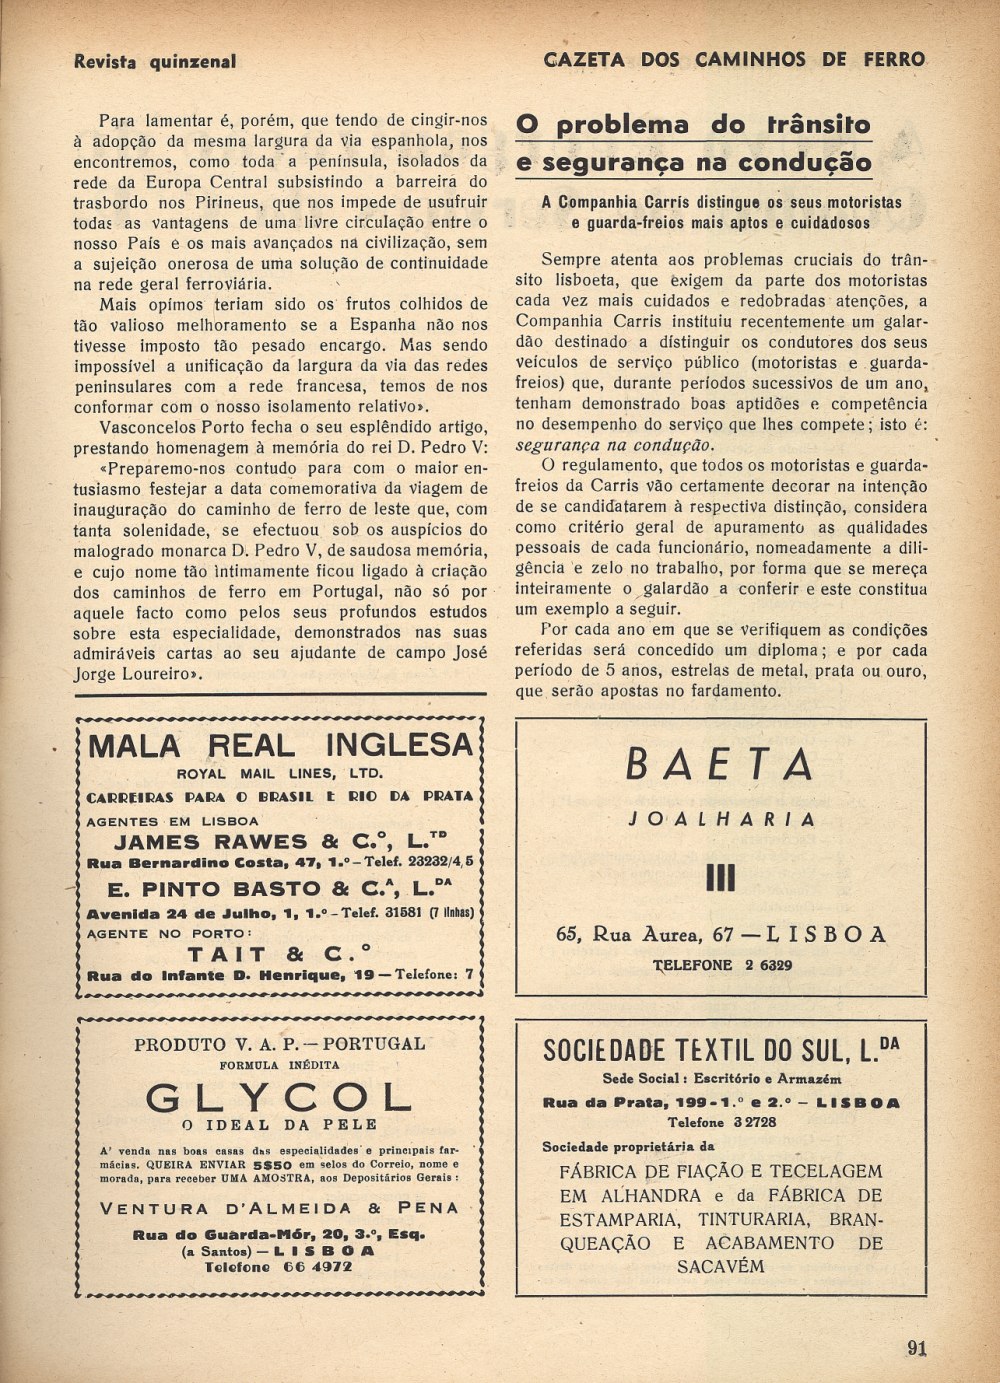 Revista quinzenal
GAZETA DOS CAMINHOS DE FERRO
Para lamentar é, porém, que tendo de cingir-nos
à adopção da mesma largura da via espanhola, nos
encontremos, como toda a península, isolados da
rede da Europa Central subsistindo a barreira do
trasbordo nos Pirineus, que nos impede de usufruir
todas as vantagens de uma livre circulação entre o
nosso País e os mais avançados na civilização, sem
a sujeição onerosa de uma solução de continuidade
na rede geral ferroviária.
Mais opimos teriam sido os frutos colhidos de
tão valioso melhoramento se a Espanha não nos
tivesse imposto tão pesado encargo. Mas sendo
impossível a unificação da largura da via das redes
peninsulares com a rede francesa, temos de nos
conformar com o nosso isolamento relativo».
Vasconcelos Porto fecha o seu esplêndido artigo,
prestando homenagem à memória do rei D. Pedro V:
«Preparemo-nos contudo para com o maior en-
tusiasmo festejar a data comemorativa da viagem de
inauguração do caminho de ferro de leste que, com
tanta solenidade, se efectuou sob os auspícios do
malogrado monarca D. Pedro V, de saudosa memória,
e cujo nome tão intimamente ficou ligado à criação
dos caminhos de ferro em Portugal, não só por
aquele facto como pelos seus profundos estudos
sobre esta especialidade, demonstrados nas suas
admiráveis cartas ao seu ajudante de campo José
Jorge Loureiro».
O problema do trânsito
e segurança na condução
A Companhia Carris distingue os seus motoristas
e guarda-freios mais aptos e cuidadosos
Sempre atenta aos problemas cruciais do trân-
sito lisboeta, que exigem da parte dos motoristas
cada vez mais cuidados e redobradas atenções, a
Companhia Carris instituiu recentemente um galar-
dão destinado a distinguir os condutores dos seus
veículos de serviço público (motoristas e guarda-
freios) que, durante períodos sucessivos de um ano,
tenham demonstrado boas aptidões e competência
no desempenho do serviço que lhes compete; isto é:
segurança na condução.
O regulamento, que todos os motoristas e guarda-
freios da Carris vão certamente decorar na intenção
de se candidatarem à respectiva distinção, considera
como critério geral de apuramento as qualidades
pessoais de cada funcionário, nomeadamente a dili-
gência e zelo no trabalho, por forma que se mereça
inteiramente o galardão a conferir e este constitua
um exemplo a seguir.
Por cada ano em que se verifiquem as condições
referidas será concedido um diploma; e por cada
período de 5 anos, estrelas de metal, prata ou ouro,
que serão apostas no fardamento.
MALA REAL INGLESA
ROYAL MAIL LINES, LTD.
CARREIRAS PARA O BRASIL E RIO DA PRATA
AGENTES EM LISBOA
JAMES RAWES & C.º, L.TD
Rua Bernardino Costa, 47, 1.º – Telef. 23232/4,5
E. PINTO BASTO & C.A, L.DA
Avenida 24 de Julho, 1, 1.º – Telef. 31581 (7 linhas)
AGENTE NO PORTO:
TAIT & C.º
Rua do Infante D. Henrique, 19 — Telefone: 7
BAETA
JOALHARIA
65, Rua Aurea, 67 — LISBOA
TELEFONE 2 6329
PRODUTO V. A. P. — PORTUGAL
FORMULA INÉDITA
GLYCOL
O IDEAL DA PELE
A' venda nas boas casas das especialidades e principais far-
mácias. QUEIRA ENVIAR 5$50 em selos do Correio, nome e
morada, para receber UMA AMOSTRA, aos Depositários Gerais:
VENTURA D'ALMEIDA & PENA
Rua do Guarda-Mór, 20, 3.º, Esq.
(a Santos) — LISBOA
Telefone 66 4972
SOCIEDADE TEXTIL DO SUL, L.DA
Sede Social: Escritório e Armazém
Rua da Prata, 199-1.º e 2.º – LISBOA
Telefone 3 2728
Sociedade proprietária da
FÁBRICA DE FIAÇÃO E TECELAGEM
EM ALHANDRA e da FÁBRICA DE
ESTAMPARIA, TINTURARIA, BRAN-
QUEAÇÃO E ACABAMENTO DE
SACAVÉM
91